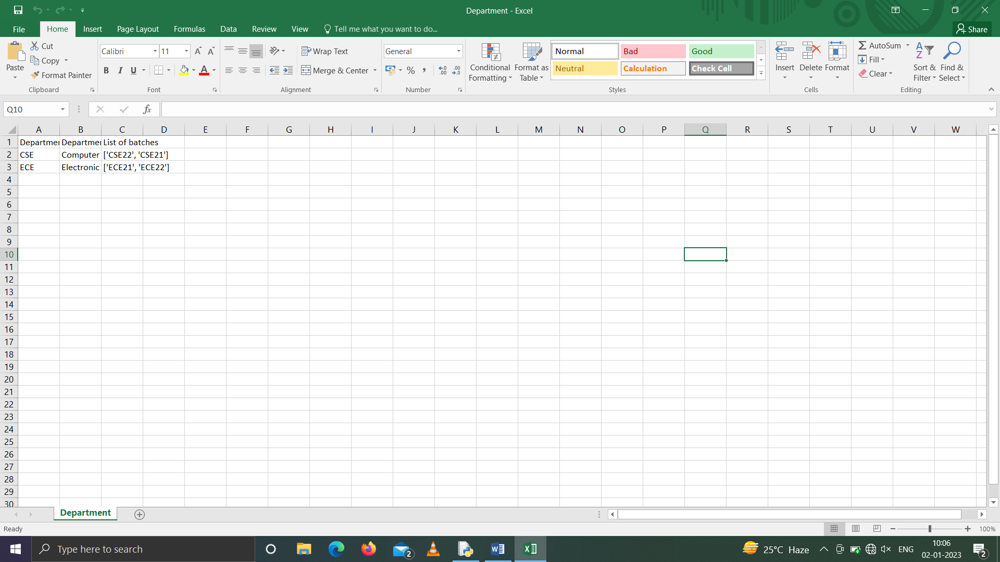 Department - Excel
File Home Insert Page Layout Formulas Data Review View Tell me what you want to do... Share
Paste Cut Copy Format Painter
Clipboard
Calibri 11
B I U
Font
Wrap Text
Merge & Center
Alignment
General
Number
Conditional Formatting
Format as Table
Normal Bad Good
Neutral Calculation Check Cell
Styles
Insert Delete Format
Cells
AutoSum
Fill
Clear
Sort & Filter
Find & Select
Editing
Q10 fx
A B C D E F G H I J K L M N O P Q R S T U V W
1 Departmen Departmen List of batches
2 CSE Computer ['CSE22', 'CSE21']
3 ECE Electronic ['ECE21', 'ECE22']
4
5
6
7
8
9
10
11
12
13
14
15
16
17
18
19
20
21
22
23
24
25
26
27
28
29
30
Department
Ready 100%
Type here to search
2
25°C Haze ENG
10:06
02-01-2023
2